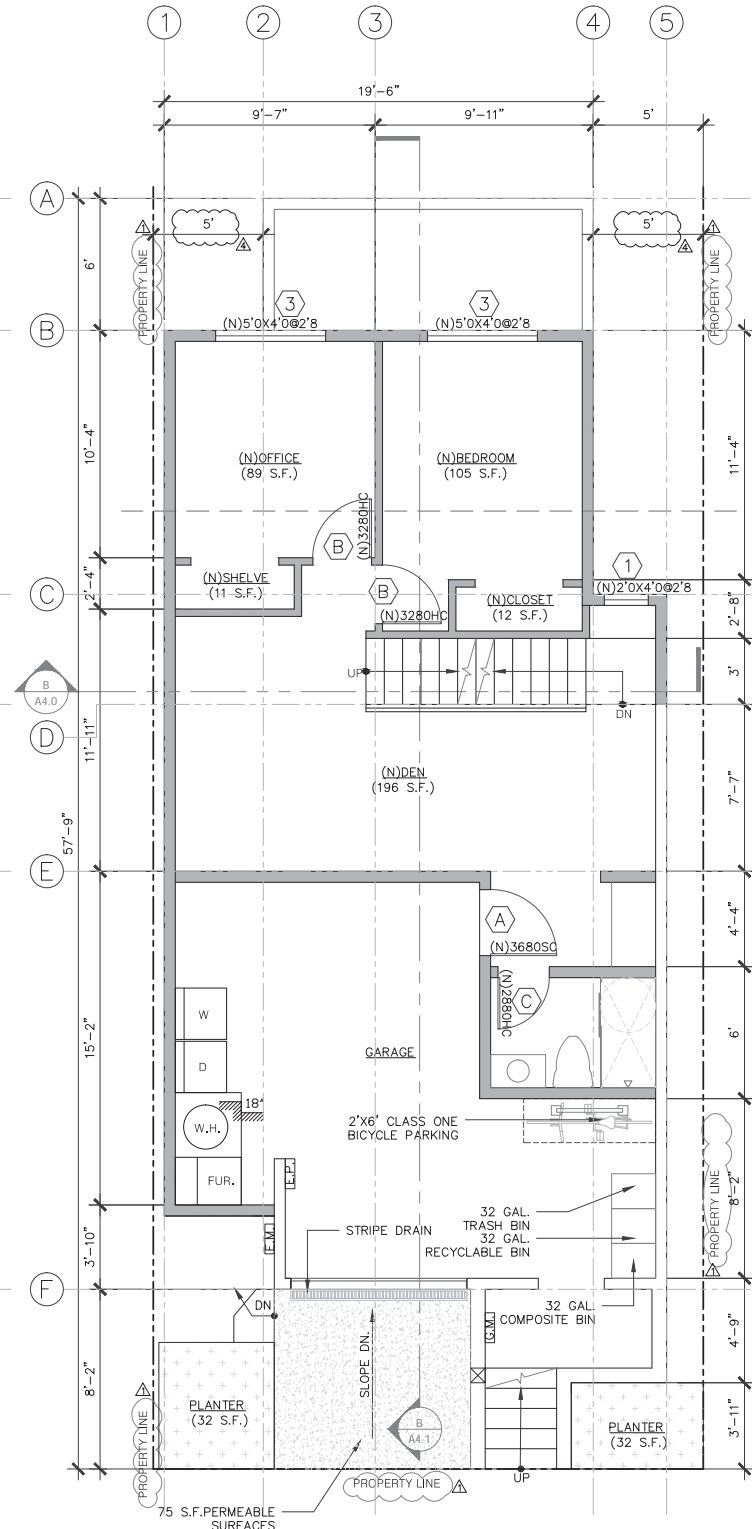 1
2
3
4
5
19'-6"
9'-7"
9'-11"
5'
A
5'
5'
1
4
4
1
6'
PROPERTY LINE
PROPERTY LINE
3
3
B
(N)5'0X4'0@2'8
(N)5'0X4'0@2'8
10'-4"
11'-4"
(N)OFFICE
(89 S.F.)
(N)BEDROOM
(105 S.F.)
(N)3280HC
B
1
C
2'-4"
(N)SHELVE
(11 S.F.)
B
(N)3280HC
(N)CLOSET
(12 S.F.)
(N)2'0X4'0@2'8
2'-8"
B
A4.0
UP
DN
3'
D
11'-11"
(N)DEN
(196 S.F.)
7'-7"
57'-9"
E
A
(N)3680SC
4'-4"
(N)2880HC
C
W
D
15'-2"
GARAGE
6'
18"
W.H.
2'X6' CLASS ONE
BICYCLE PARKING
FUR.
E.P.
8'-2"
PROPERTY LINE
1
32 GAL.
TRASH BIN
32 GAL.
RECYCLABLE BIN
STRIPE DRAIN
E.M.
3'-10"
F
DN
32 GAL.
COMPOSITE BIN
G.M.
SLOPE DN.
4'-9"
8'-2"
PLANTER
(32 S.F.)
B
A4.1
PLANTER
(32 S.F.)
3'-11"
1
PROPERTY LINE
PROPERTY LINE
1
UP
75 S.F.PERMEABLE
SURFACES